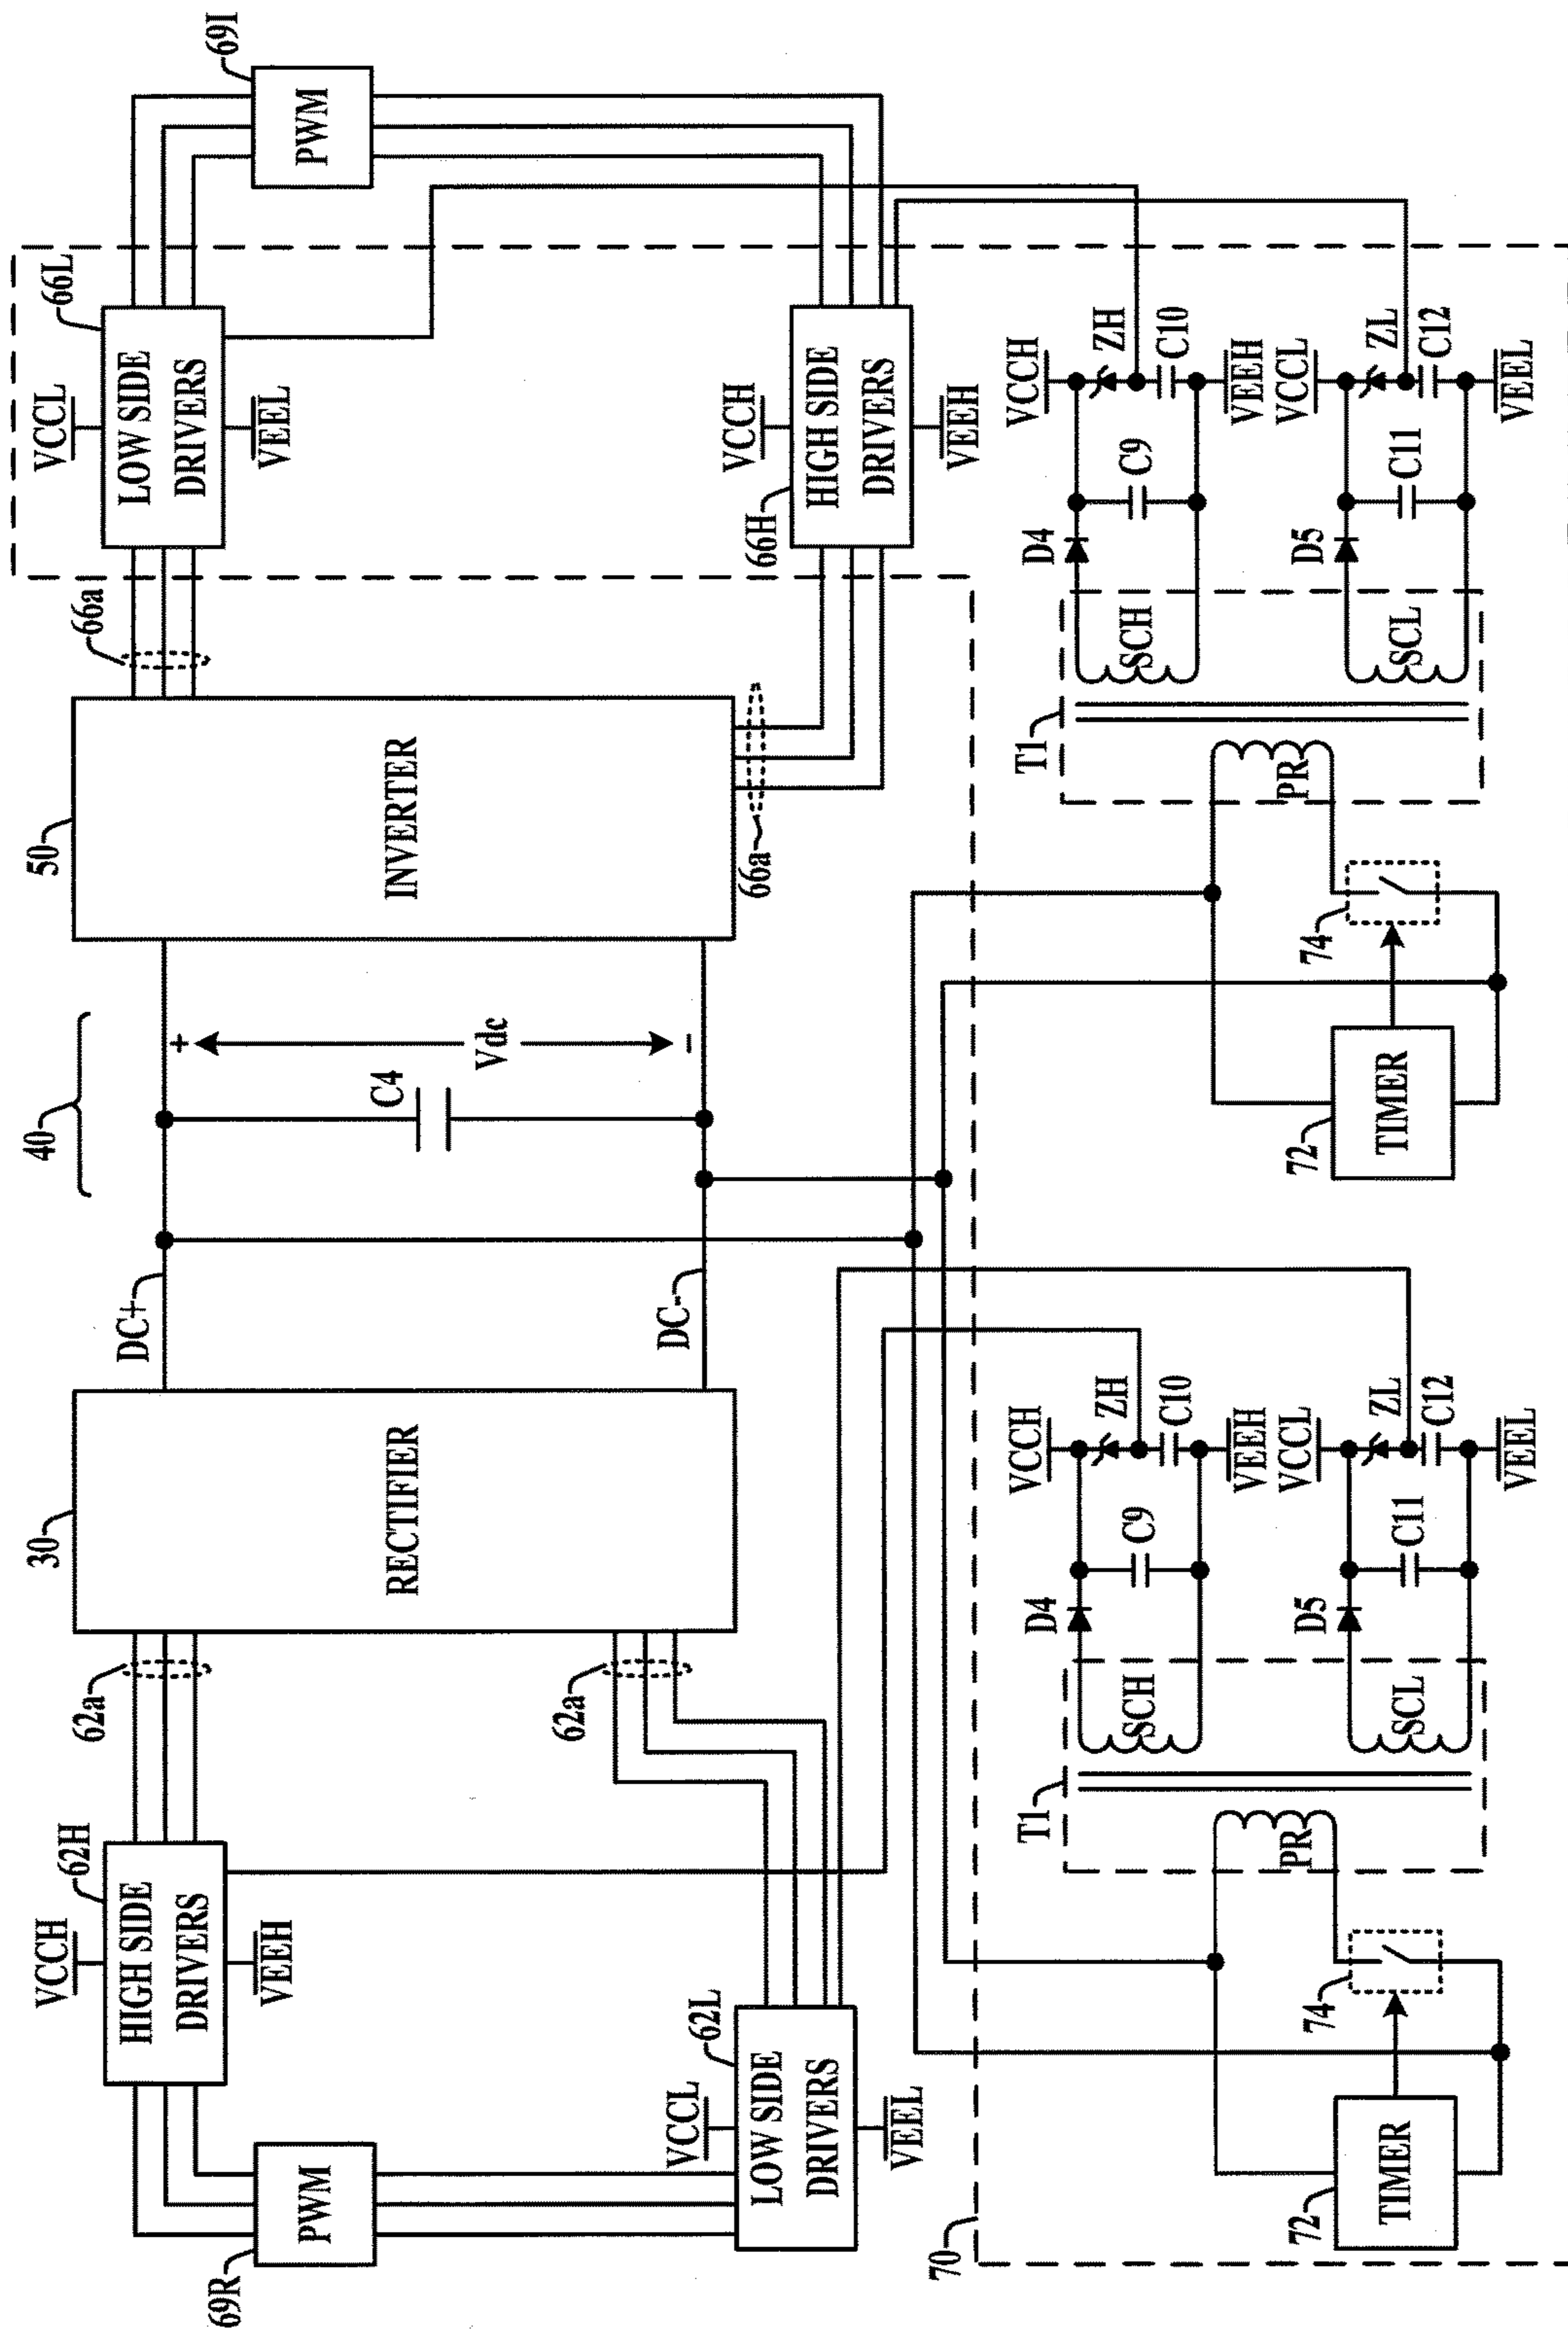 69R
PWM
VCCH
HIGH SIDE
DRIVERS
VEEH
62H
62a
VCCL
LOW SIDE
DRIVERS
VEEL
62L
62a
30
RECTIFIER
DC+
DC-
40
C4
+
Vdc
-
50
INVERTER
66a
66a
VCCL
LOW SIDE
DRIVERS
VEEL
66L
VCCH
HIGH SIDE
DRIVERS
VEEH
66H
PWM
69I
70
72
TIMER
74
T1
PR
SCH
SCL
D4
C9
VCCH
ZH
C10
VEEH
D5
C11
VCCL
ZL
C12
VEEL
72
TIMER
74
T1
PR
SCH
SCL
D4
C9
VCCH
ZH
C10
VEEH
D5
C11
VCCL
ZL
C12
VEEL